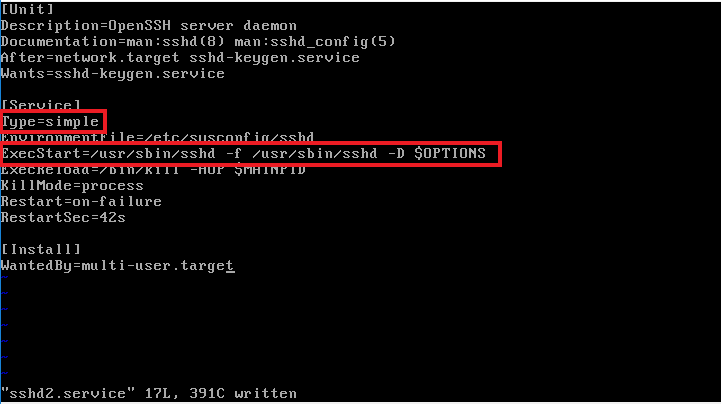 [Unit]
Description=OpenSSH server daemon
Documentation=man:sshd(8) man:sshd_config(5)
After=network.target sshd-keygen.service
Wants=sshd-keygen.service
[Service]
Type=simple
EnvironmentFile=/etc/sysconfig/sshd
ExecStart=/usr/sbin/sshd -f /usr/sbin/sshd -D $OPTIONS
ExecReload=/bin/kill -HUP $MAINPID
KillMode=process
Restart=on-failure
RestartSec=42s
[Install]
WantedBy=multi-user.target
~
~
~
~
~
~
~
"sshd2.service" 17L, 391C written